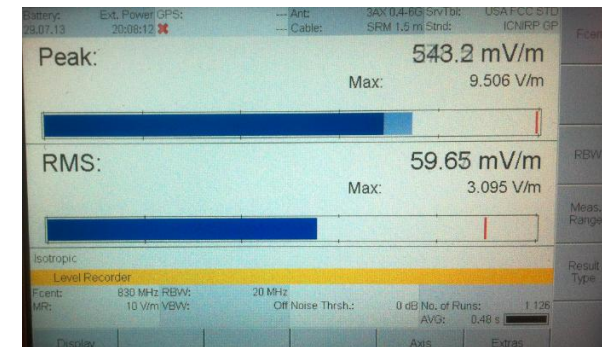 Battery: Ext. Power GPS: --- Ant: 3AX 0.4-6G SrvTbl: USA FCC STD
29.07.13 20:08:12 --- Cable: SRM 1.5 m Stnd: ICNIRP GP
Fcent
Peak: 543.2 mV/m
Max: 9.506 V/m
RMS: 59.65 mV/m
RBW
Max: 3.095 V/m
Meas.
Range
Isotropic
Result
Type
Level Recorder
Fcent: 830 MHz RBW: 20 MHz
MR: 10 V/m VBW: Off Noise Thrsh.: 0 dB No. of Runs: 1 126
AVG: 0.48 s
Display Axis Extras